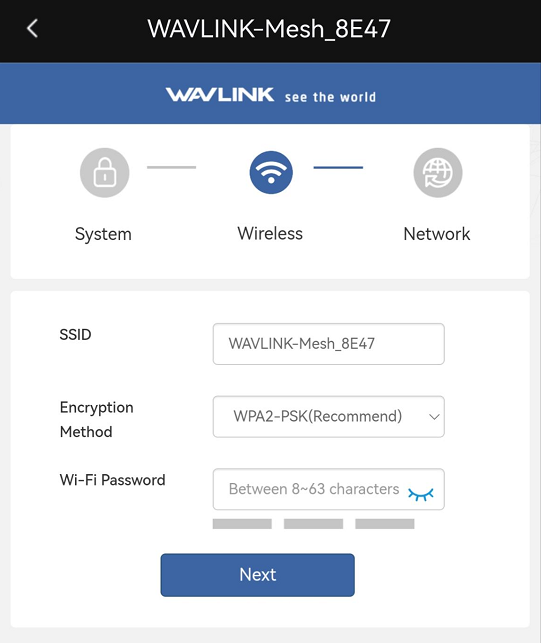 WAVLINK-Mesh_8E47
WAVLINK see the world
System
Wireless
Network
SSID
WAVLINK-Mesh_8E47
Encryption
Method
WPA2-PSK(Recommend)
Wi-Fi Password
Between 8~63 characters
Next